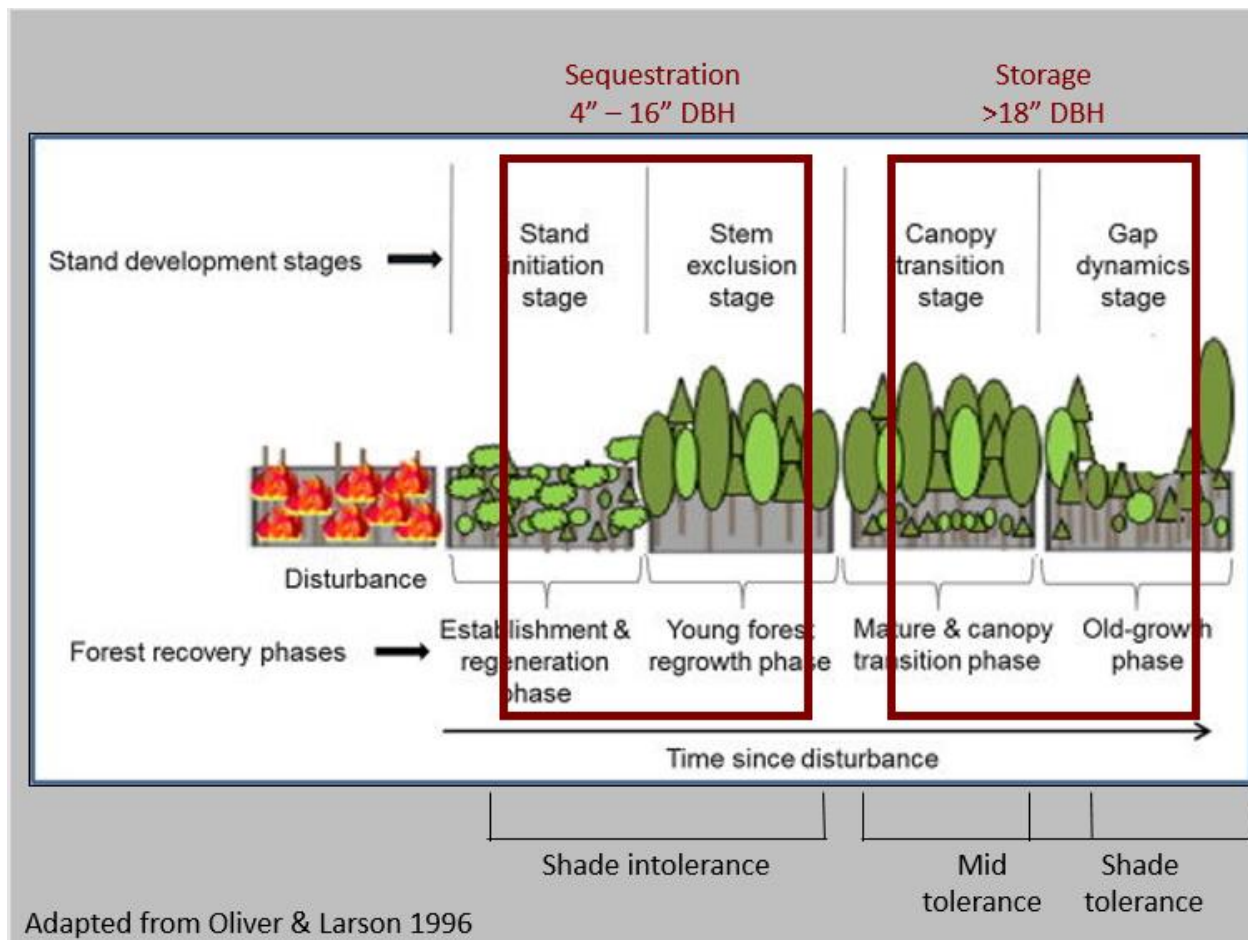 Sequestration
4” – 16” DBH
Storage
>18” DBH
Stand development stages
Stand
initiation
stage
Stem
exclusion
stage
Canopy
transition
stage
Gap
dynamics
stage
Disturbance
Forest recovery phases
Establishment &
regeneration
phase
Young forest
regrowth phase
Mature & canopy
transition phase
Old-growth
phase
Time since disturbance
Shade intolerance
Mid
tolerance
Shade
tolerance
Adapted from Oliver & Larson 1996